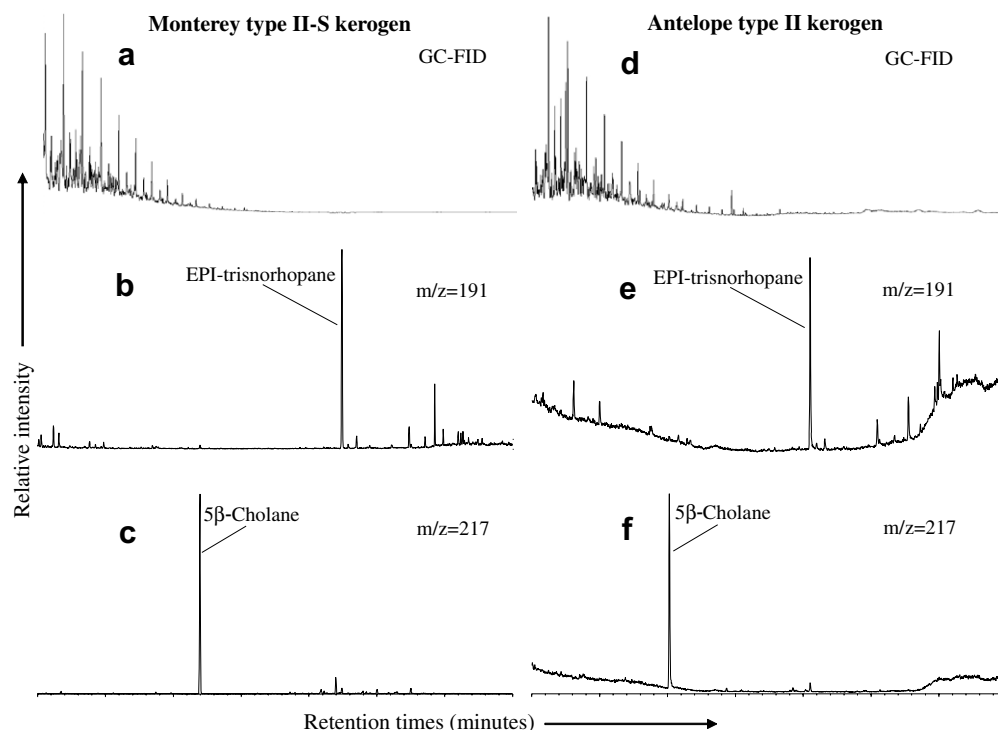 Monterey type II-S kerogen
Antelope type II kerogen
a
GC-FID
d
GC-FID
b
EPI-trisnorhopane
m/z=191
e
EPI-trisnorhopane
m/z=191
c
5β-Cholane
m/z=217
f
5β-Cholane
m/z=217
Relative intensity
Retention times (minutes)